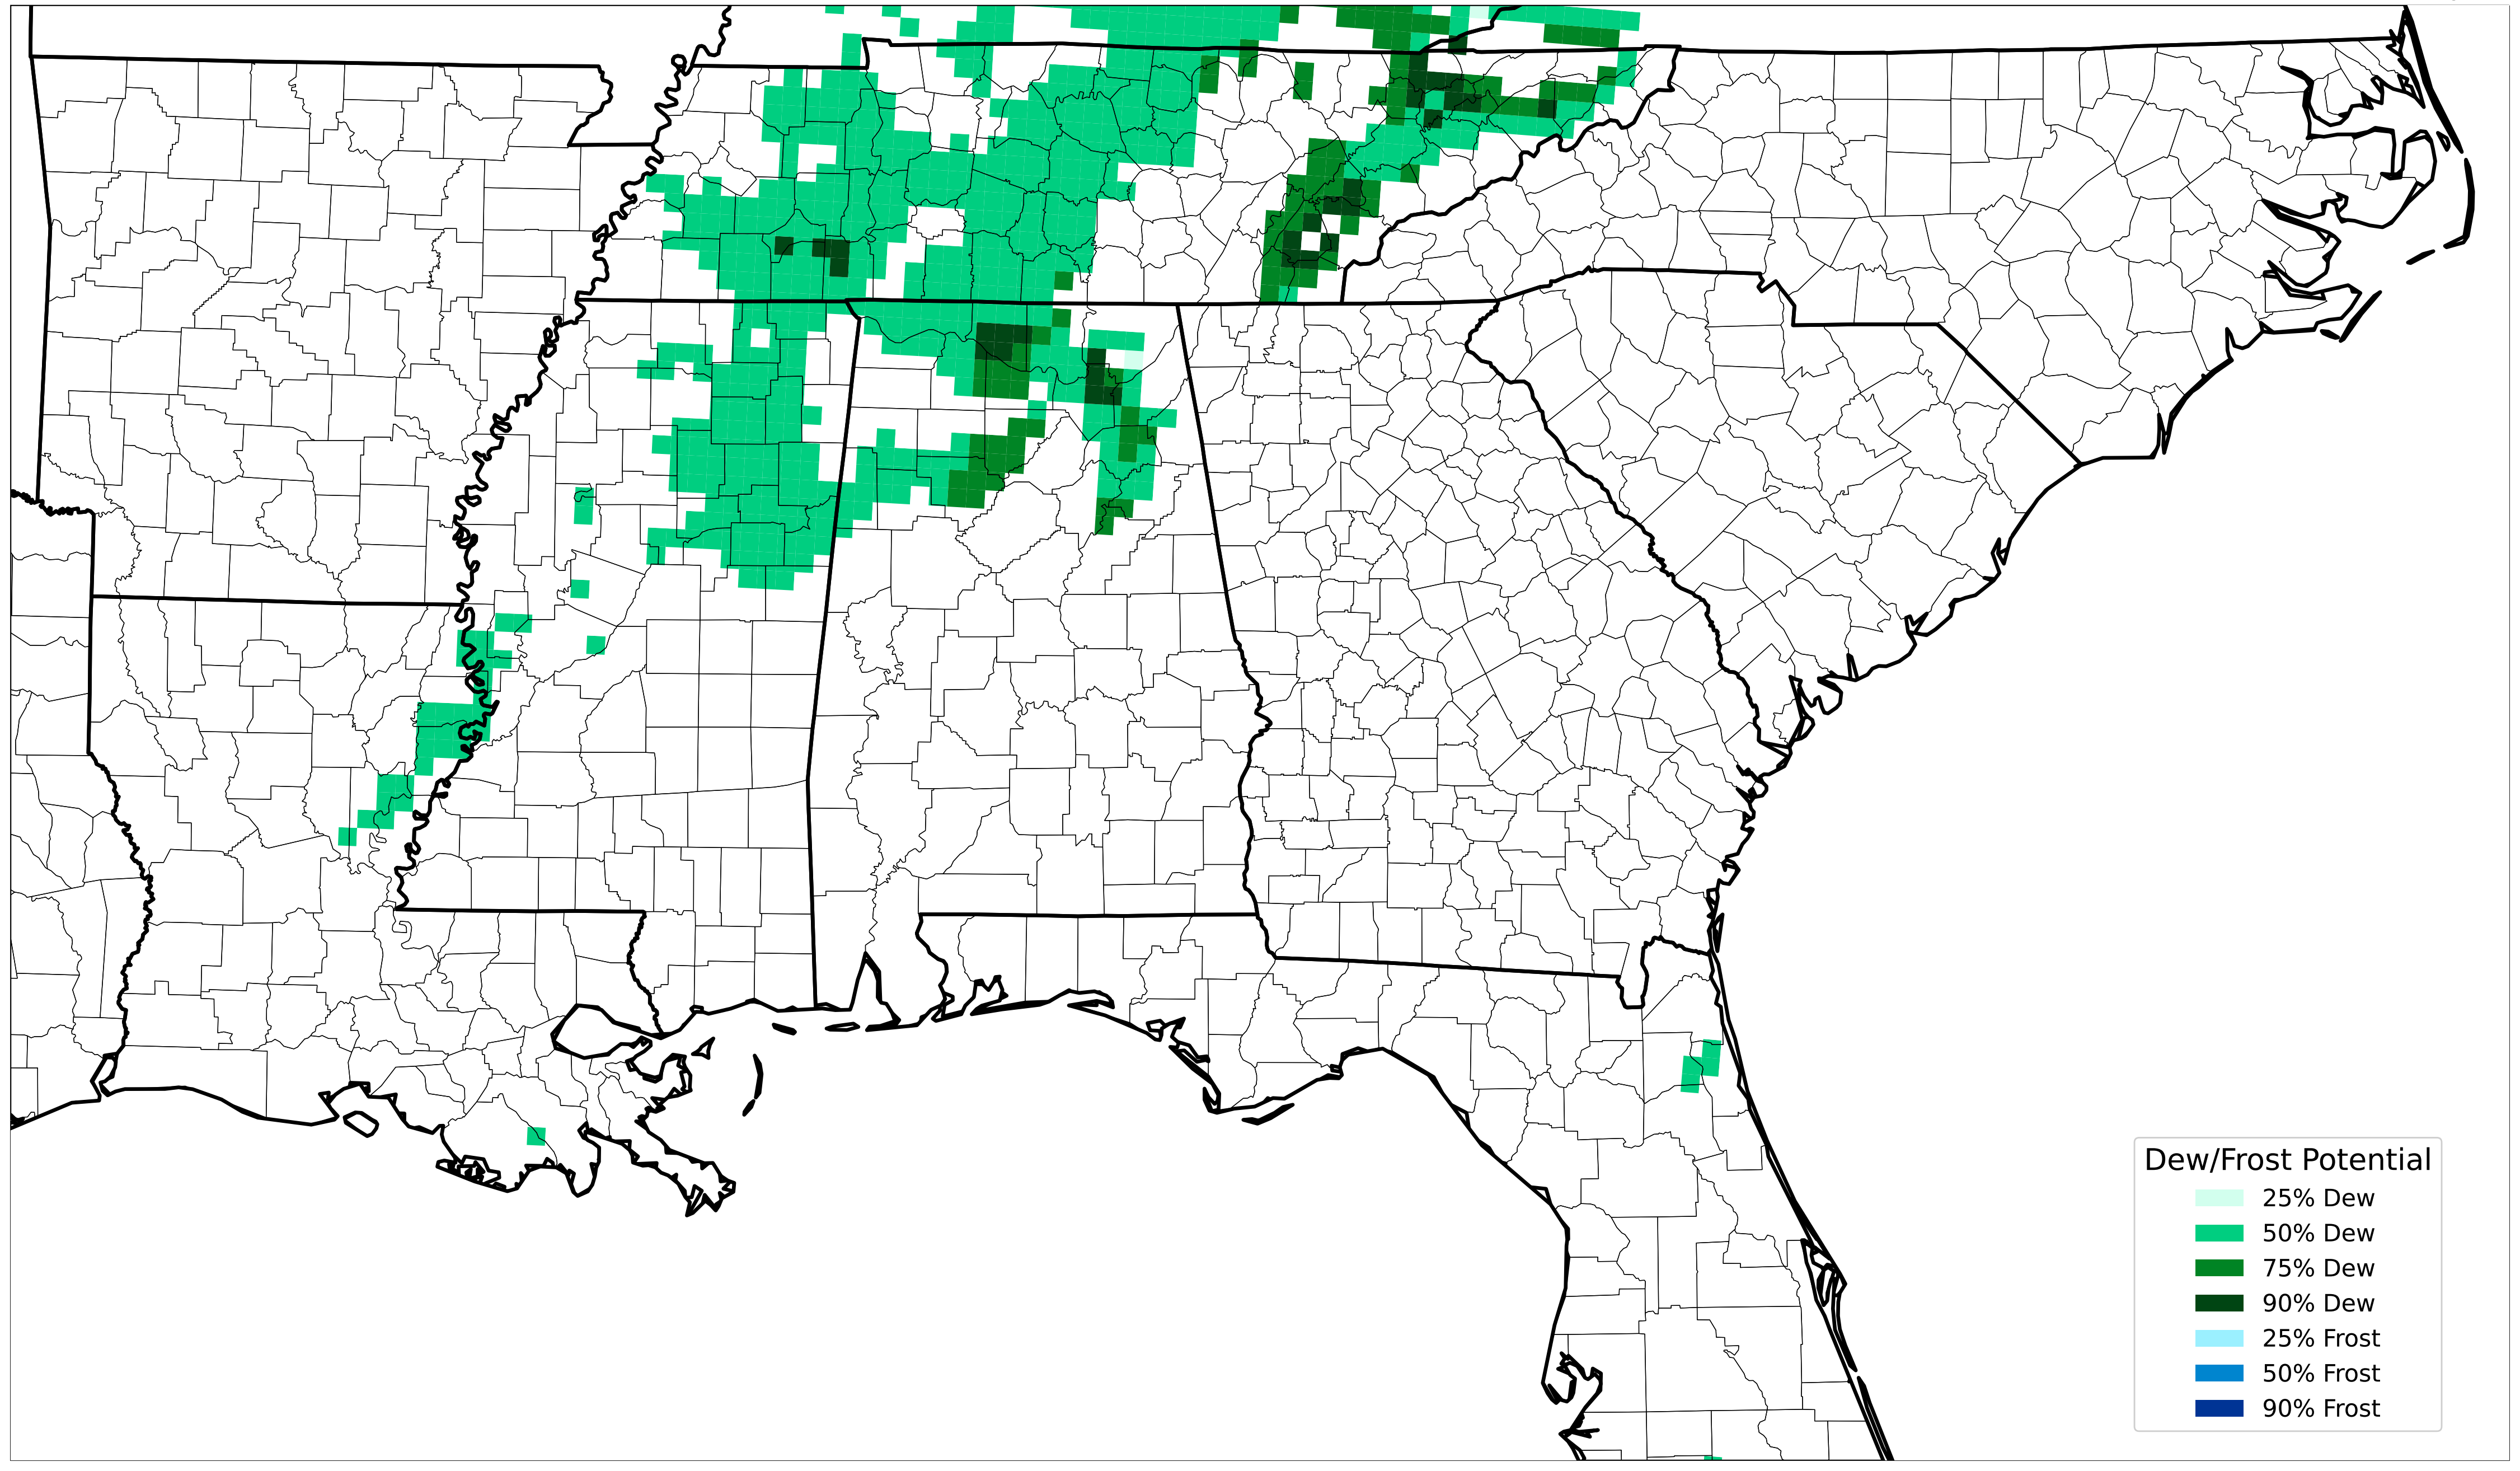 Dew/Frost Potential
25% Dew
50% Dew
75% Dew
90% Dew
25% Frost
50% Frost
90% Frost